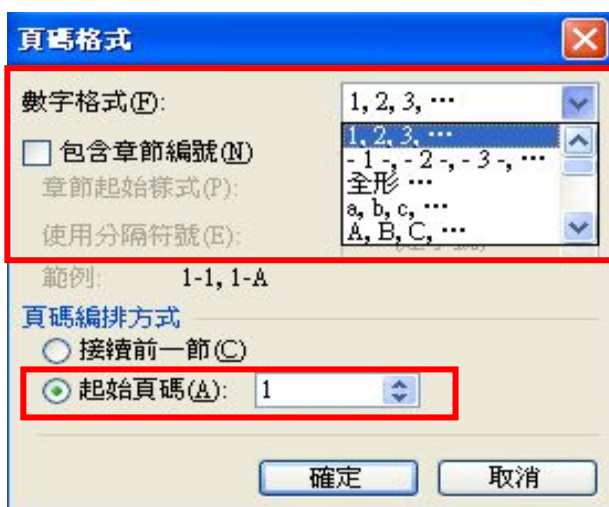 頁碼格式
數字格式(F):
1, 2, 3, …
包含章節編號(N)
1, 2, 3, …
- 1 -, - 2 -, - 3 -, …
章節起始樣式(P):
全形 …
a, b, c, …
使用分隔符號(E):
A, B, C, …
範例: 1-1, 1-A
頁碼編排方式
接續前一節(C)
起始頁碼(A): 1
確定 取消